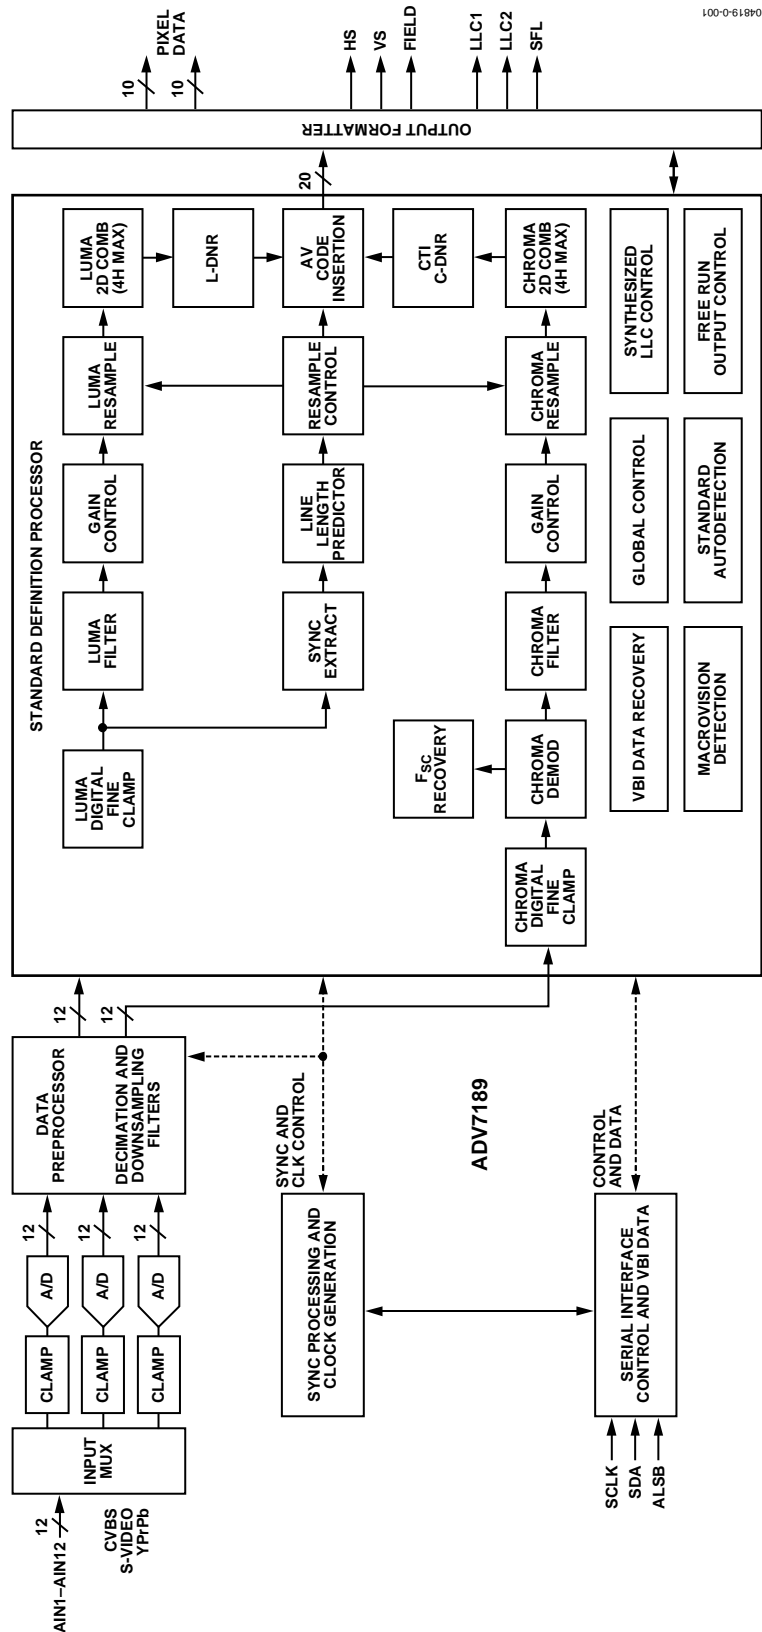 STANDARD DEFINITION PROCESSOR
AIN1–AIN12
12
CVBS
S-VIDEO
YPrPb
INPUT
MUX
CLAMP
A/D
12
CLAMP
A/D
12
CLAMP
A/D
12
DATA
PREPROCESSOR
DECIMATION AND
DOWNSAMPLING
FILTERS
12
12
LUMA
DIGITAL
FINE
CLAMP
LUMA
FILTER
GAIN
CONTROL
LUMA
RESAMPLE
LUMA
2D COMB
(4H MAX)
L-DNR
SYNC
EXTRACT
LINE
LENGTH
PREDICTOR
RESAMPLE
CONTROL
AV
CODE
INSERTION
20
FSC
RECOVERY
CTI
C-DNR
CHROMA
DIGITAL
FINE
CLAMP
CHROMA
DEMOD
CHROMA
FILTER
GAIN
CONTROL
CHROMA
RESAMPLE
CHROMA
2D COMB
(4H MAX)
VBI DATA RECOVERY
GLOBAL CONTROL
SYNTHESIZED
LLC CONTROL
MACROVISION
DETECTION
STANDARD
AUTODETECTION
FREE RUN
OUTPUT CONTROL
OUTPUT FORMATTER
10
10
PIXEL
DATA
HS
VS
FIELD
LLC1
LLC2
SFL
SYNC PROCESSING AND
CLOCK GENERATION
SYNC AND
CLK CONTROL
ADV7189
SERIAL INTERFACE
CONTROL AND VBI DATA
CONTROL
AND DATA
SCLK
SDA
ALSB
04819-0-001